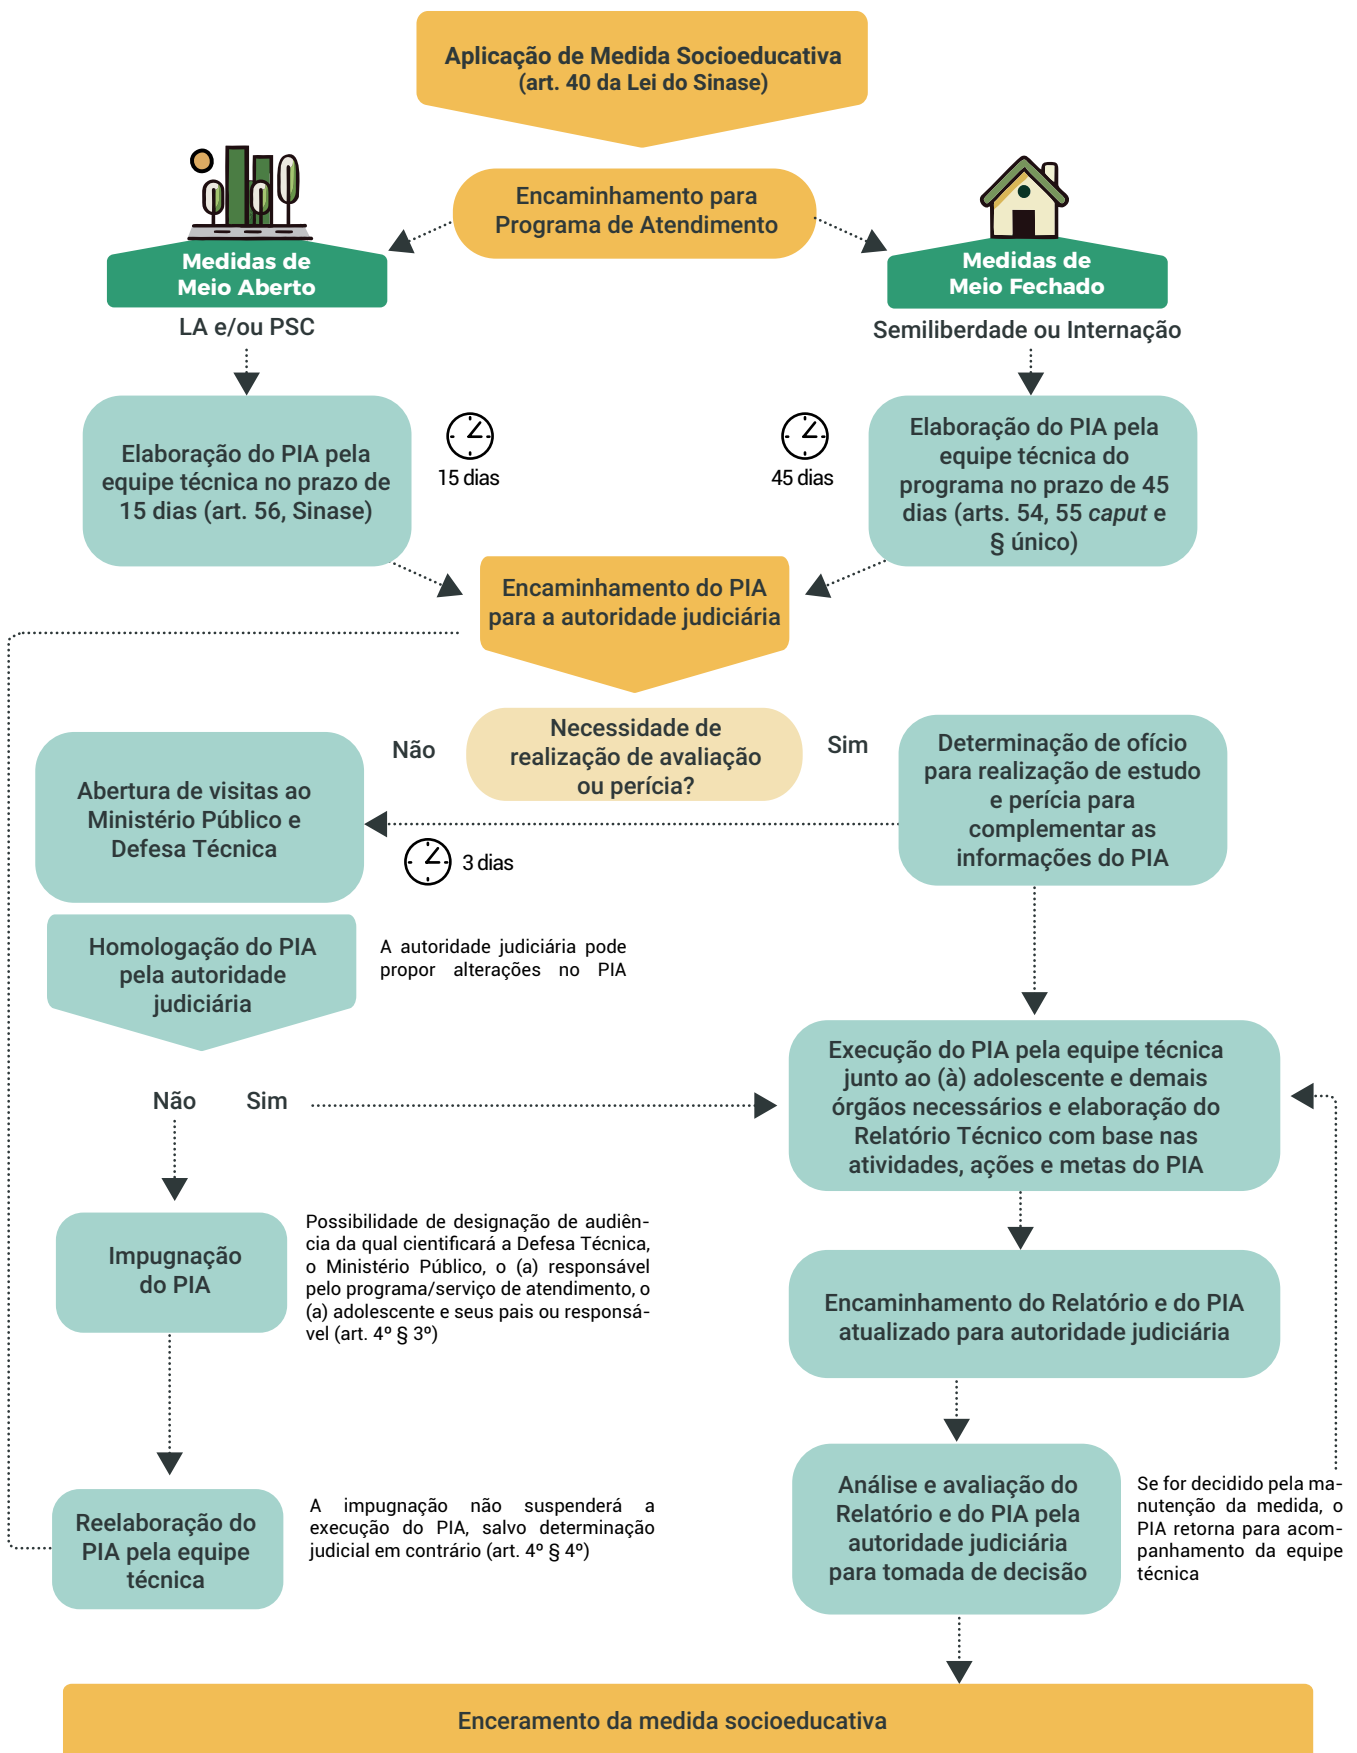 Aplicação de Medida Socioeducativa
(art. 40 da Lei do Sinase)
Encaminhamento para
Programa de Atendimento
Medidas de
Meio Aberto
LA e/ou PSC
Medidas de
Meio Fechado
Semiliberdade ou Internação
Elaboração do PIA pela
equipe técnica no prazo de
15 dias (art. 56, Sinase)
15 dias
45 dias
Elaboração do PIA pela
equipe técnica do
programa no prazo de 45
dias (arts. 54, 55 caput e
§ único)
Encaminhamento do PIA
para a autoridade judiciária
Necessidade de
realização de avaliação
ou perícia?
Não
Sim
Abertura de visitas ao
Ministério Público e
Defesa Técnica
3 dias
Determinação de ofício
para realização de estudo
e perícia para
complementar as
informações do PIA
Homologação do PIA
pela autoridade
judiciária
A autoridade judiciária pode
propor alterações no PIA
Não
Sim
Execução do PIA pela equipe técnica
junto ao (à) adolescente e demais
órgãos necessários e elaboração do
Relatório Técnico com base nas
atividades, ações e metas do PIA
Impugnação
do PIA
Possibilidade de designação de audiên-
cia da qual cientificará a Defesa Técnica,
o Ministério Público, o (a) responsável
pelo programa/serviço de atendimento, o
(a) adolescente e seus pais ou responsá-
vel (art. 4º § 3º)
Encaminhamento do Relatório e do PIA
atualizado para autoridade judiciária
Reelaboração do
PIA pela equipe
técnica
A impugnação não suspenderá a
execução do PIA, salvo determinação
judicial em contrário (art. 4º § 4º)
Análise e avaliação do
Relatório e do PIA pela
autoridade judiciária
para tomada de decisão
Se for decidido pela ma-
nutenção da medida, o
PIA retorna para acom-
panhamento da equipe
técnica
Enceramento da medida socioeducativa